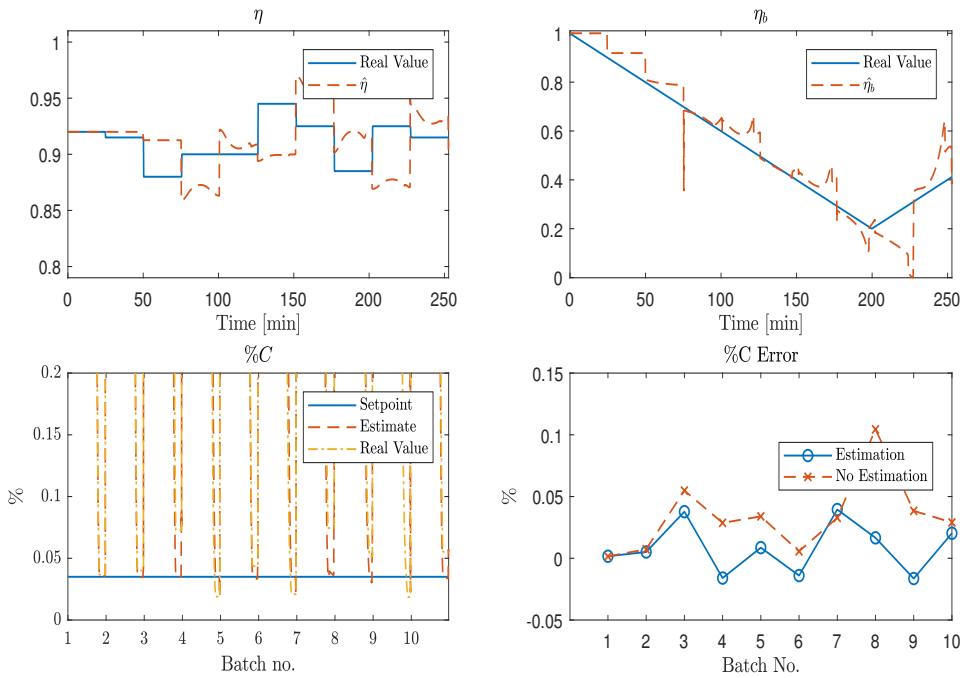 η
1
0.95
0.9
0.85
0.8
Real Value
η̂
0 50 100 150 200 250
Time [min]
η_b
1
0.8
0.6
0.4
0.2
0
Real Value
η̂_b
0 50 100 150 200 250
Time [min]
%C
%
0.2
0.15
0.1
0.05
0
Setpoint
Estimate
Real Value
1 2 3 4 5 6 7 8 9 10
Batch no.
%C Error
%
0.15
0.1
0.05
0
-0.05
Estimation
No Estimation
1 2 3 4 5 6 7 8 9 10
Batch No.